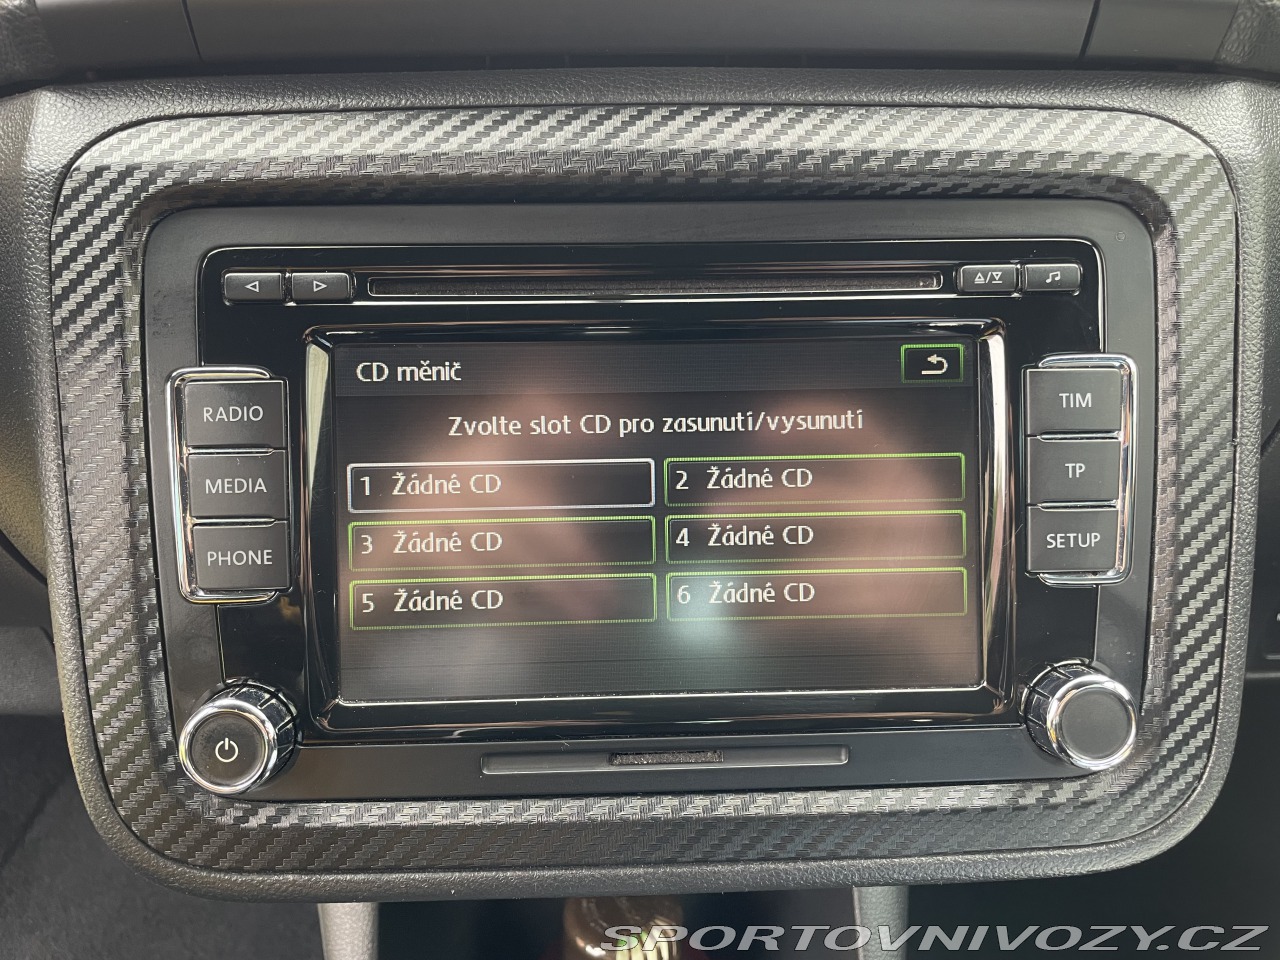 CD měnič
Zvolte slot CD pro zasunutí/vysunutí
1 Žádné CD
2 Žádné CD
3 Žádné CD
4 Žádné CD
5 Žádné CD
6 Žádné CD
RADIO
MEDIA
PHONE
TIM
TP
SETUP
SPORTOVNIVOZY.CZ